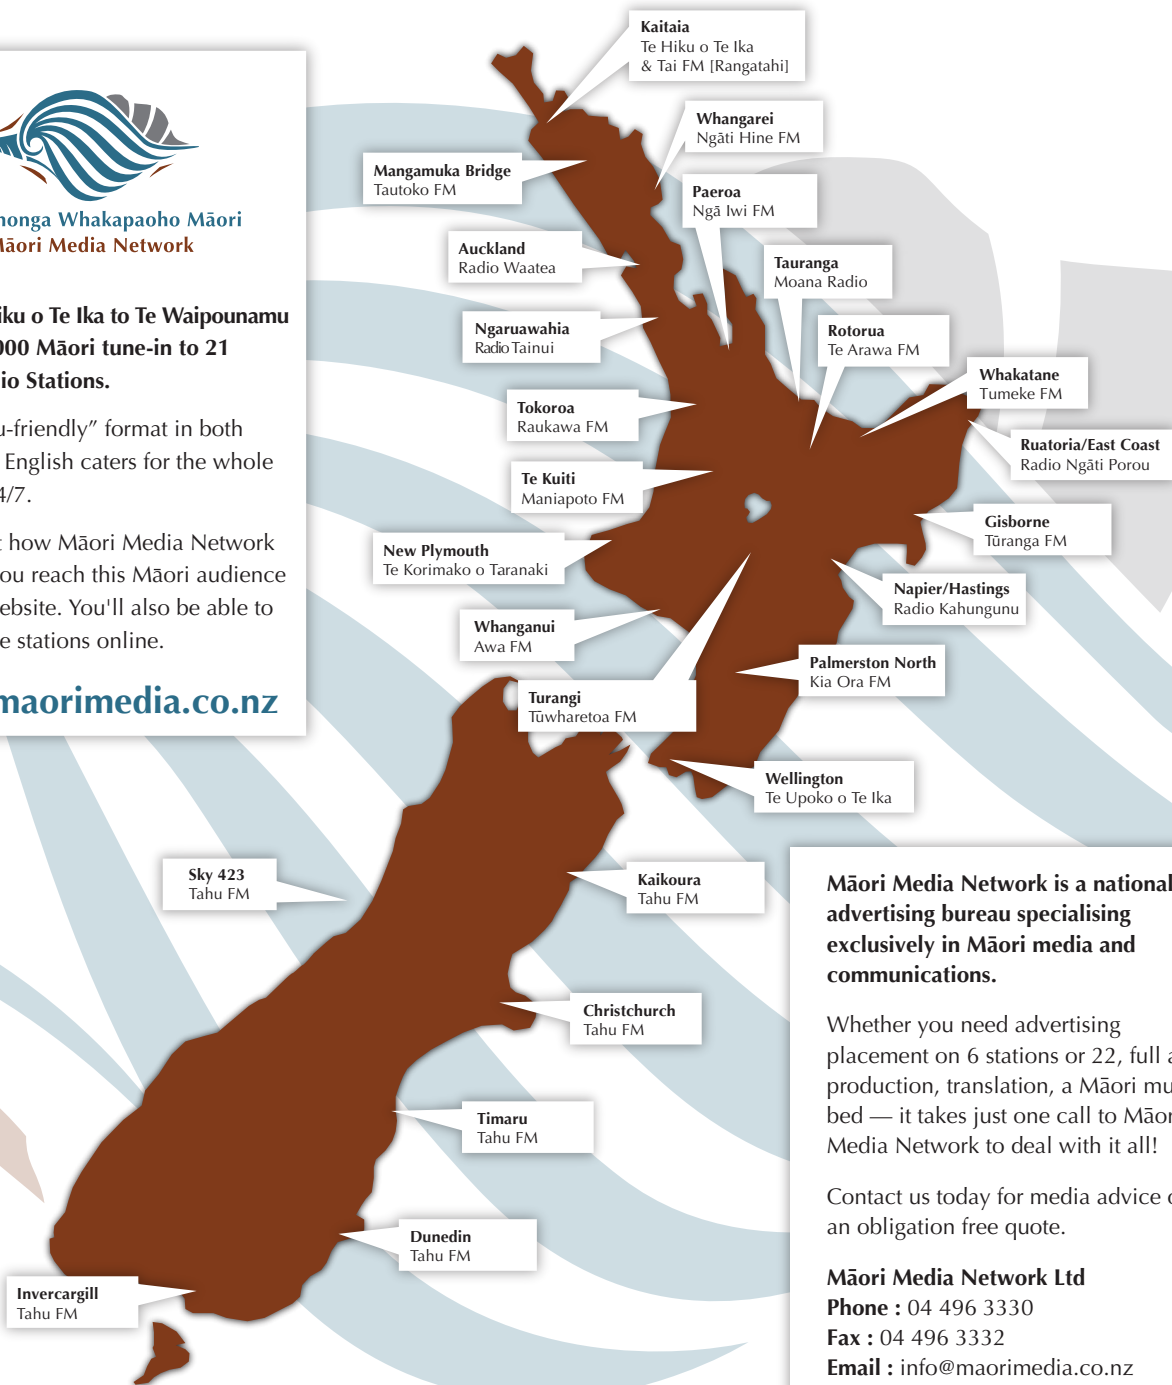 Māori Media Network
Whakapaoho Māori
iku o Te Ika to Te Waipounamu
000 Māori tune-in to 21
io Stations.
u-friendly” format in both
English caters for the whole
4/7.
t how Māori Media Network
ou reach this Māori audience
ebsite. You'll also be able to
e stations online.
maorimedia.co.nz
Kaitaia
Te Hiku o Te Ika
& Tai FM [Rangatahi]
Whangarei
Ngāti Hine FM
Mangamuka Bridge
Tautoko FM
Paeroa
Ngā Iwi FM
Auckland
Radio Waatea
Tauranga
Moana Radio
Ngaruawahia
Radio Tainui
Rotorua
Te Arawa FM
Whakatane
Tumeke FM
Tokoroa
Raukawa FM
Ruatoria/East Coast
Radio Ngāti Porou
Te Kuiti
Maniapoto FM
Gisborne
Tūranga FM
New Plymouth
Te Korimako o Taranaki
Napier/Hastings
Radio Kahungunu
Whanganui
Awa FM
Palmerston North
Kia Ora FM
Turangi
Tūwharetoa FM
Wellington
Te Upoko o Te Ika
Sky 423
Tahu FM
Kaikoura
Tahu FM
Christchurch
Tahu FM
Timaru
Tahu FM
Dunedin
Tahu FM
Invercargill
Tahu FM
Māori Media Network is a national
advertising bureau specialising
exclusively in Māori media and
communications.
Whether you need advertising
placement on 6 stations or 22, full a
production, translation, a Māori mu
bed — it takes just one call to Māor
Media Network to deal with it all!
Contact us today for media advice o
an obligation free quote.
Māori Media Network Ltd
Phone : 04 496 3330
Fax : 04 496 3332
Email : info@maorimedia.co.nz